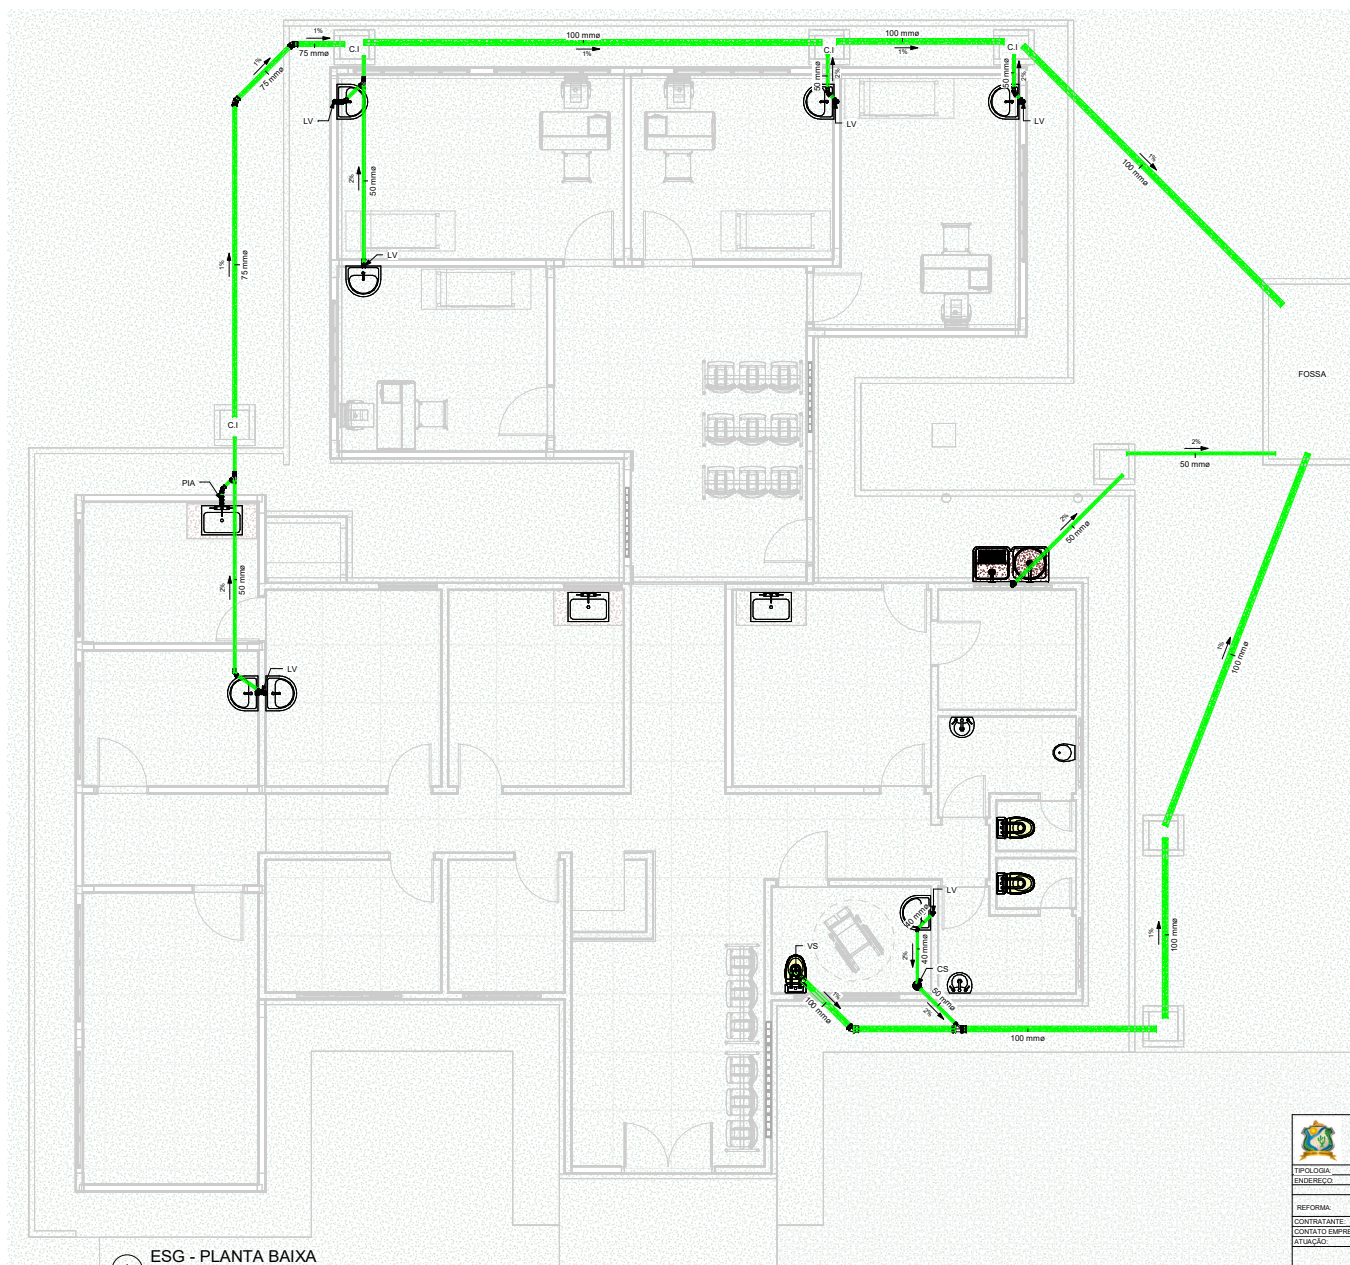 1%
75 mmø
C.I
100 mmø
1%
C.I
100 mmø
1%
C.I
1%
75 mmø
50 mmø
2%
50 mmø
2%
LV
LV
LV
1%
100 mmø
2%
50 mmø
1%
75 mmø
LV
FOSSA
C.I
2%
50 mmø
PIA
2%
50 mmø
2%
50 mmø
LV
1%
100 mmø
LV
40 mmø
VS
2%
40 mmø
1%
100 mmø
CS
1%
100 mmø
50 mmø
2%
100 mmø
TIPOLOGIA:
ENDEREÇO:
REFORMA:
CONTRATANTE:
CONTATO EMPRE
ATUAÇÃO:
ESG - PLANTA BAIXA